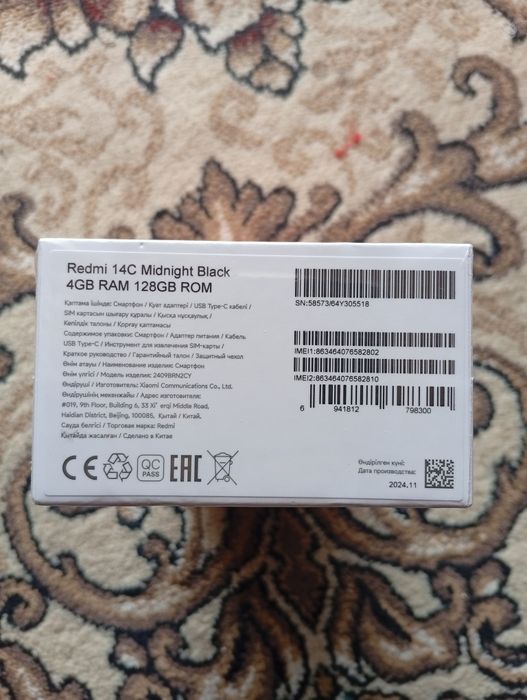 Redmi 14C Midnight Black
4GB RAM 128GB ROM
Қаптама ішінде: Смартфон / Қуат адаптері / USB Type-C кабелі /
SIM картасын шығару құралы / Қысқа нұсқаулық /
Кепілдік талоны / Қорғау қаптамасы
Содержимое упаковки: Смартфон / Адаптер питания / Кабель
USB Type-C / Инструмент для извлечения SIM-карты /
Краткое руководство / Гарантийный талон / Защитный чехол
Өнім атауы / Наименование изделия: Смартфон
Өнім үлгісі / Модель изделия: 2409BRN2CY
Өндіруші / Изготовитель: Xiaomi Communications Co., Ltd.
Өндірушінің мекенжайы / Адрес изготовителя:
#019, 9th Floor, Building 6, 33 Xi'erqi Middle Road,
Haidian District, Beijing, 100085, Қытай / Китай.
Сауда белгісі / Торговая марка: Redmi
Қытайда жасалған / Сделано в Китае
CE
QC
PASS
EAC
SN:58573/64Y305518
IMEI1:863464076582802
IMEI2:863464076582810
6 941812 798300
Өндірілген күні:
Дата производства:
2024.11